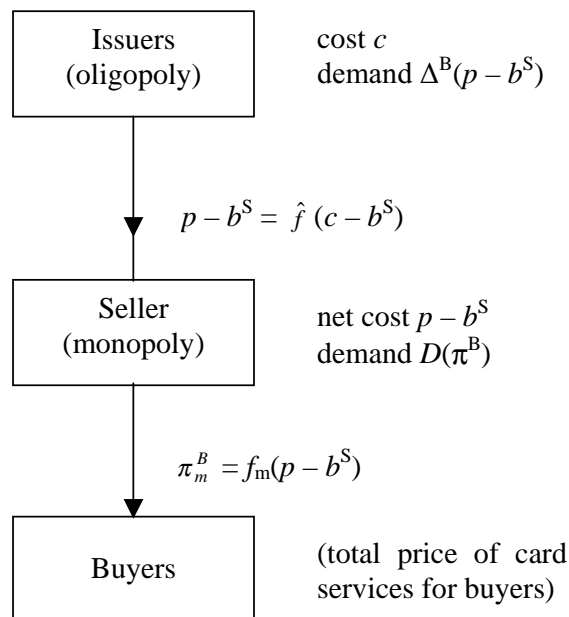 Issuers
(oligopoly)
cost c
demand Δ^B(p – b^S)
p – b^S = f̂ (c – b^S)
Seller
(monopoly)
net cost p – b^S
demand D(π^B)
π_m^B = f_m(p – b^S)
Buyers
(total price of card
services for buyers)